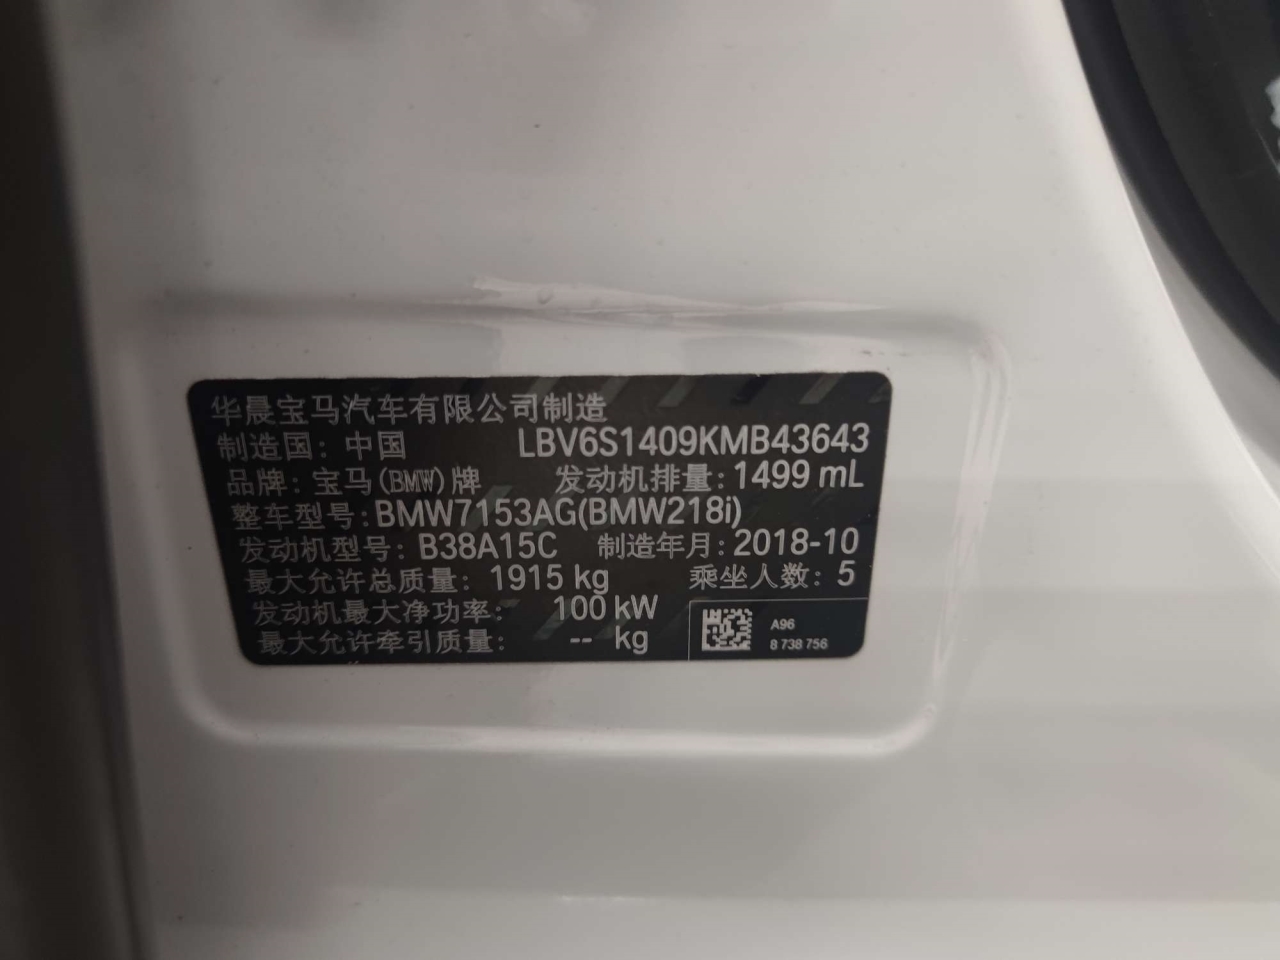 华晨宝马汽车有限公司制造
制造国: 中国 LBV6S1409KMB43643
品牌: 宝马(BMW)牌 发动机排量: 1499 mL
整车型号: BMW7153AG(BMW218i)
发动机型号: B38A15C 制造年月: 2018-10
最大允许总质量: 1915 kg 乘坐人数: 5
发动机最大净功率: 100 kW
最大允许牵引质量: -- kg
A96
8 738 756